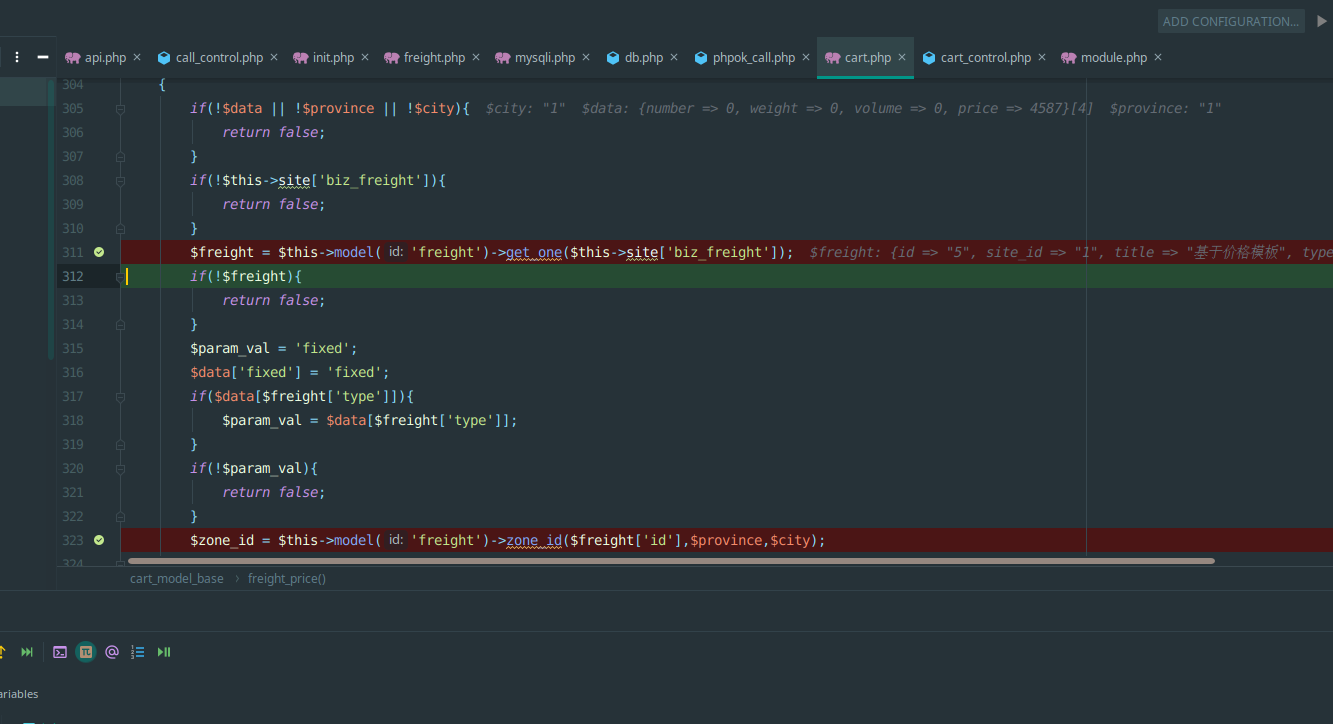 ADD CONFIGURATION...
api.php call_control.php init.php freight.php mysqli.php db.php phpok_call.php cart.php cart_control.php module.php
304 {
305 if(!$data || !$province || !$city){ $city: "1" $data: {number => 0, weight => 0, volume => 0, price => 4587}[4] $province: "1"
306 return false;
307 }
308 if(!$this->site['biz_freight']){
309 return false;
310 }
311 $freight = $this->model( id: 'freight')->get_one($this->site['biz_freight']); $freight: {id => "5", site_id => "1", title => "基于价格模板", type
312 if(!$freight){
313 return false;
314 }
315 $param_val = 'fixed';
316 $data['fixed'] = 'fixed';
317 if($data[$freight['type']]){
318 $param_val = $data[$freight['type']];
319 }
320 if(!$param_val){
321 return false;
322 }
323 $zone_id = $this->model( id: 'freight')->zone_id($freight['id'],$province,$city);
324
cart_model_base › freight_price()
ariables